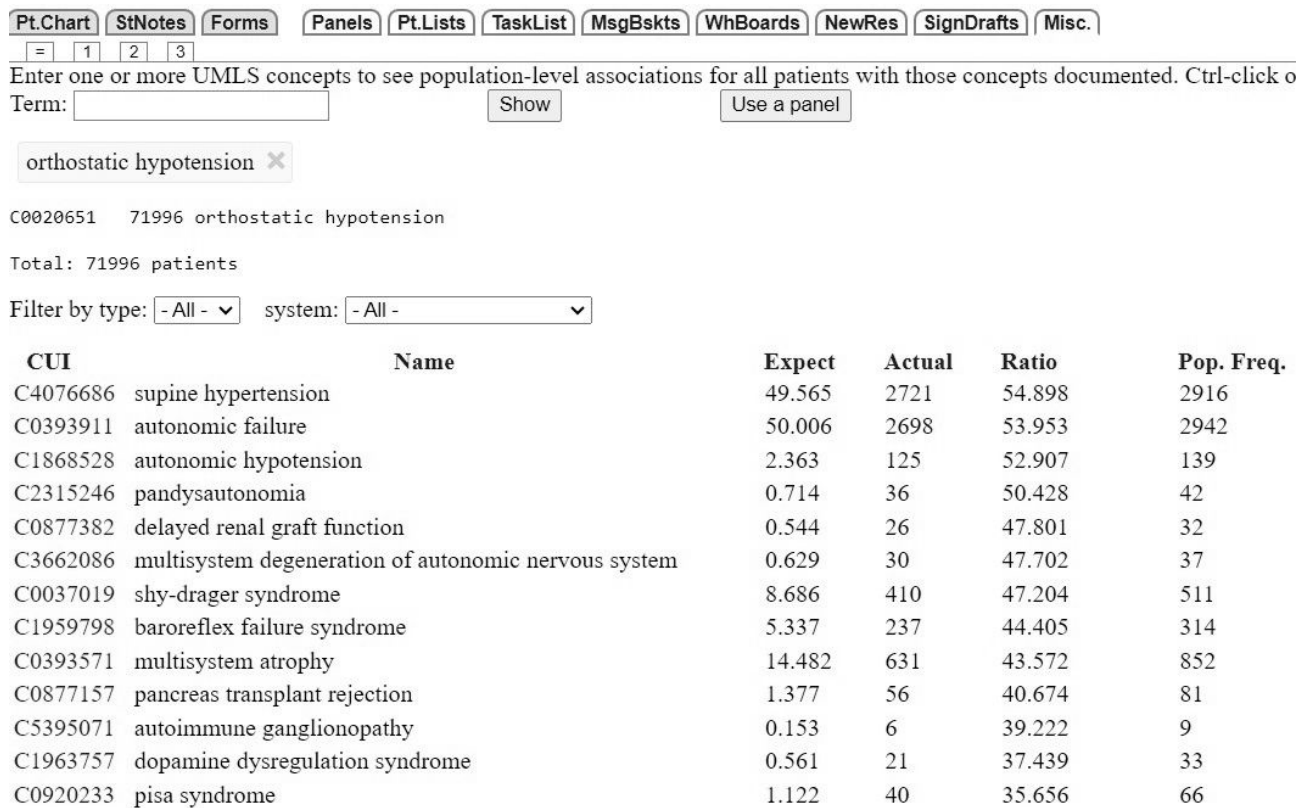 Pt.Chart StNotes Forms Panels Pt.Lists TaskList MsgBskts WhBoards NewRes SignDrafts Misc.
= 1 2 3
Enter one or more UMLS concepts to see population-level associations for all patients with those concepts documented. Ctrl-click o
Term: Show Use a panel
orthostatic hypotension ×
C0020651 71996 orthostatic hypotension
Total: 71996 patients
Filter by type: - All - system: - All -
CUI Name Expect Actual Ratio Pop. Freq.
C4076686 supine hypertension 49.565 2721 54.898 2916
C0393911 autonomic failure 50.006 2698 53.953 2942
C1868528 autonomic hypotension 2.363 125 52.907 139
C2315246 pandysautonomia 0.714 36 50.428 42
C0877382 delayed renal graft function 0.544 26 47.801 32
C3662086 multisystem degeneration of autonomic nervous system 0.629 30 47.702 37
C0037019 shy-drager syndrome 8.686 410 47.204 511
C1959798 baroreflex failure syndrome 5.337 237 44.405 314
C0393571 multisystem atrophy 14.482 631 43.572 852
C0877157 pancreas transplant rejection 1.377 56 40.674 81
C5395071 autoimmune ganglionopathy 0.153 6 39.222 9
C1963757 dopamine dysregulation syndrome 0.561 21 37.439 33
C0920233 pisa syndrome 1.122 40 35.656 66